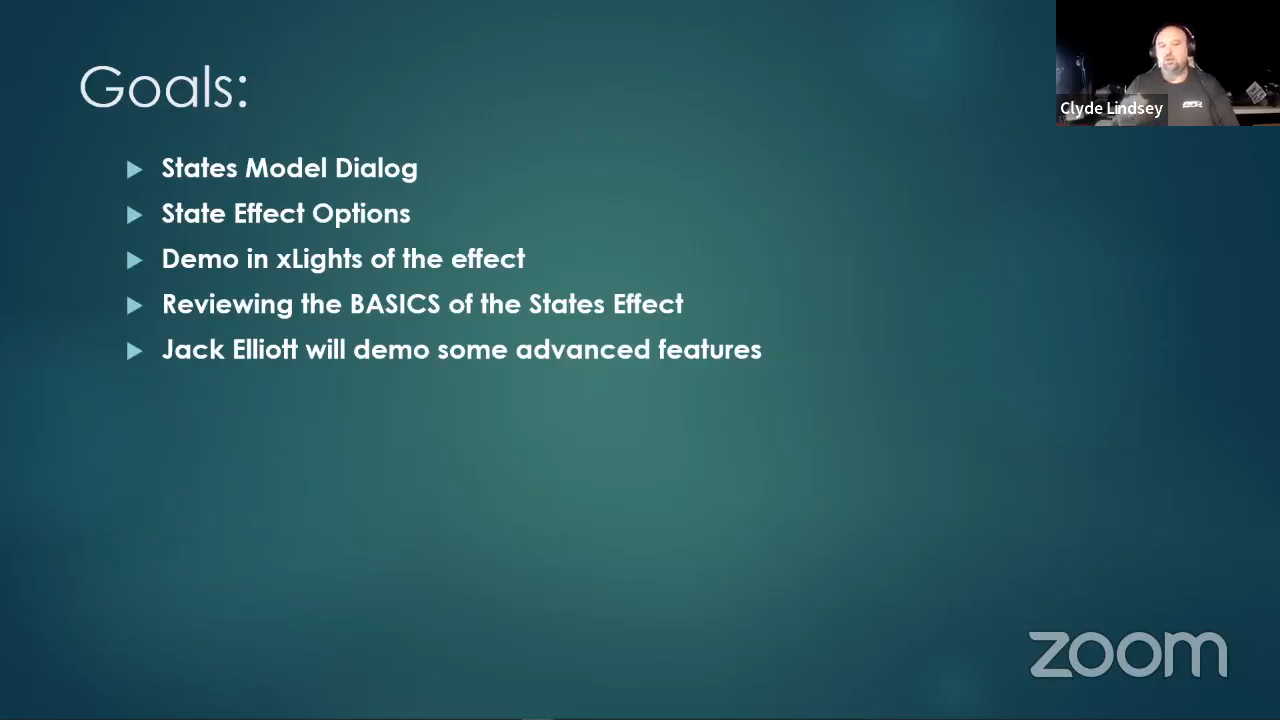 Goals:
States Model Dialog
State Effect Options
Demo in xLights of the effect
Reviewing the BASICS of the States Effect
Jack Elliott will demo some advanced features
Clyde Lindsey
zoom